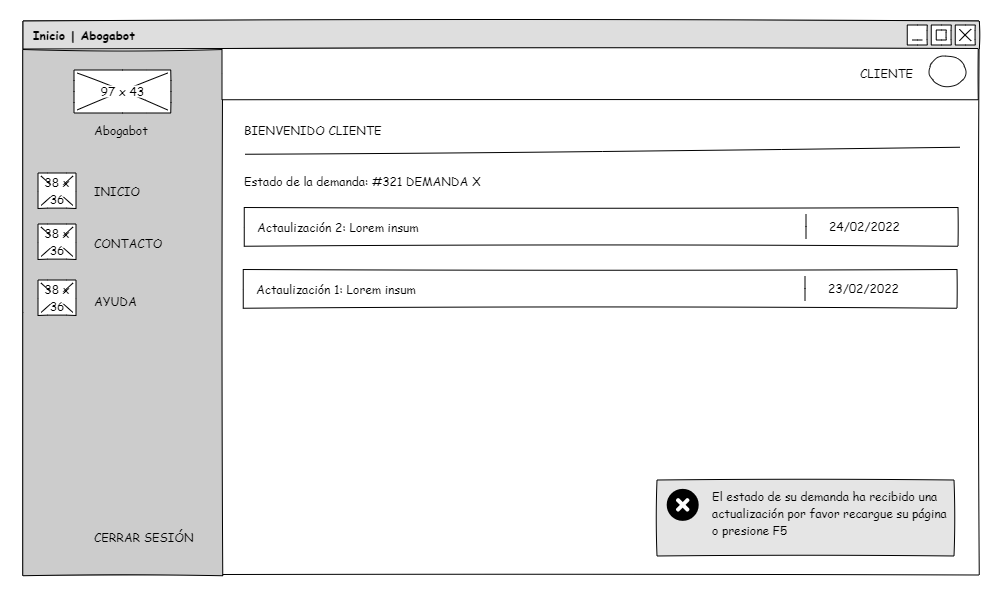 Inicio | Abogabot
CLIENTE
97 x 43
Abogabot
38 x
36
INICIO
38 x
36
CONTACTO
38 x
36
AYUDA
CERRAR SESIÓN
BIENVENIDO CLIENTE
Estado de la demanda: #321 DEMANDA X
Actaulización 2: Lorem insum
24/02/2022
Actaulización 1: Lorem insum
23/02/2022
El estado de su demanda ha recibido una
actualización por favor recargue su página
o presione F5